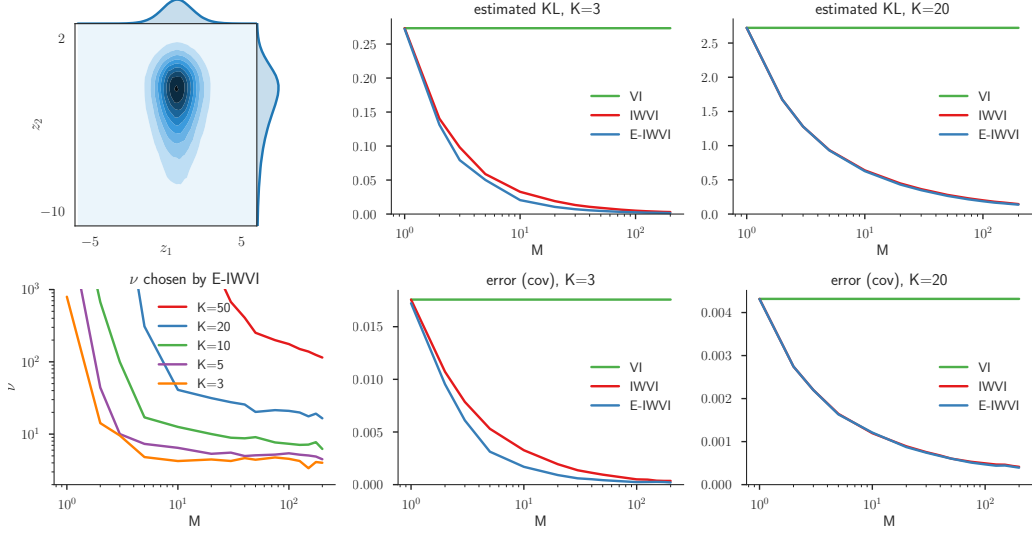 2
z2
−10
−5
z1
5
estimated KL, K=3
0.25
0.20
0.15
0.10
0.05
0.00
VI
IWVI
E-IWVI
10^0
10^1
10^2
M
estimated KL, K=20
2.5
2.0
1.5
1.0
0.5
0.0
VI
IWVI
E-IWVI
10^0
10^1
10^2
M
ν chosen by E-IWVI
10^3
10^2
10^1
ν
K=50
K=20
K=10
K=5
K=3
10^0
10^1
10^2
M
error (cov), K=3
0.015
0.010
0.005
0.000
VI
IWVI
E-IWVI
10^0
10^1
10^2
M
error (cov), K=20
0.004
0.003
0.002
0.001
0.000
VI
IWVI
E-IWVI
10^0
10^1
10^2
M